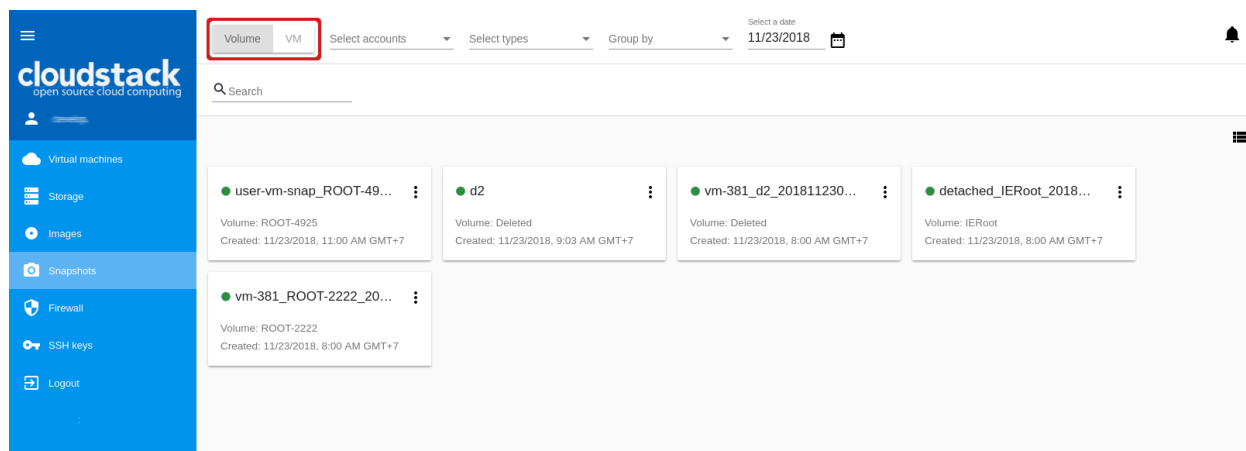 Select a date
Volume VM Select accounts Select types Group by 11/23/2018
cloudstack
open source cloud computing
Search
Virtual machines
Storage
Images
Snapshots
Firewall
SSH keys
Logout
user-vm-snap_ROOT-49...
Volume: ROOT-4925
Created: 11/23/2018, 11:00 AM GMT+7
d2
Volume: Deleted
Created: 11/23/2018, 9:03 AM GMT+7
vm-381_d2_201811230...
Volume: Deleted
Created: 11/23/2018, 8:00 AM GMT+7
detached_IERoot_2018...
Volume: IERoot
Created: 11/23/2018, 8:00 AM GMT+7
vm-381_ROOT-2222_20...
Volume: ROOT-2222
Created: 11/23/2018, 8:00 AM GMT+7